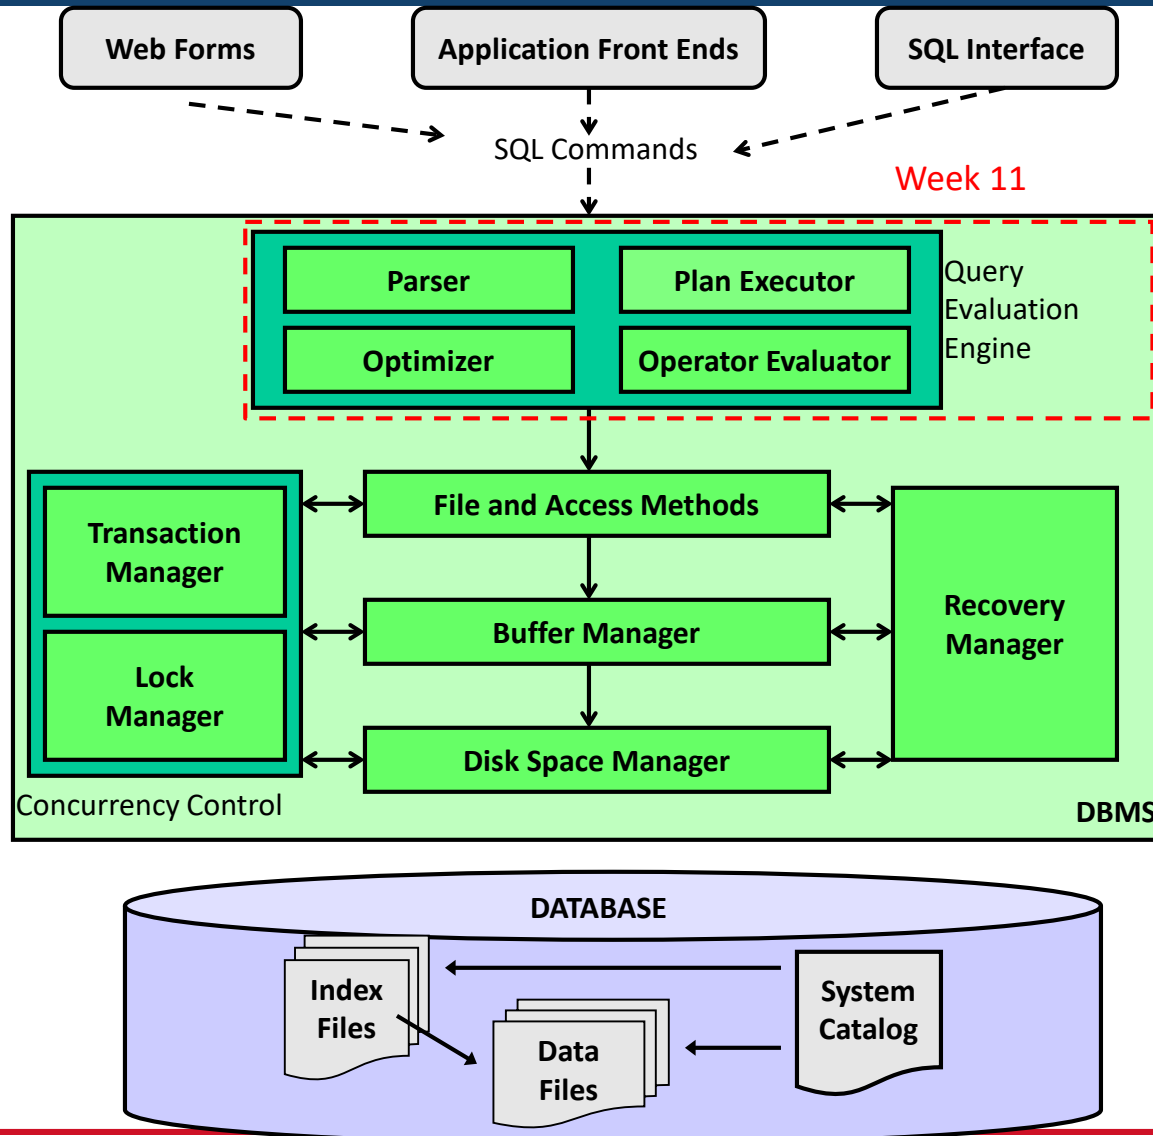 Web Forms
Application Front Ends
SQL Interface
SQL Commands
Week 11
Parser
Plan Executor
Optimizer
Operator Evaluator
Query
Evaluation
Engine
Transaction
Manager
Lock
Manager
Concurrency Control
File and Access Methods
Buffer Manager
Disk Space Manager
Recovery
Manager
DBMS
DATABASE
Index
Files
Data
Files
System
Catalog